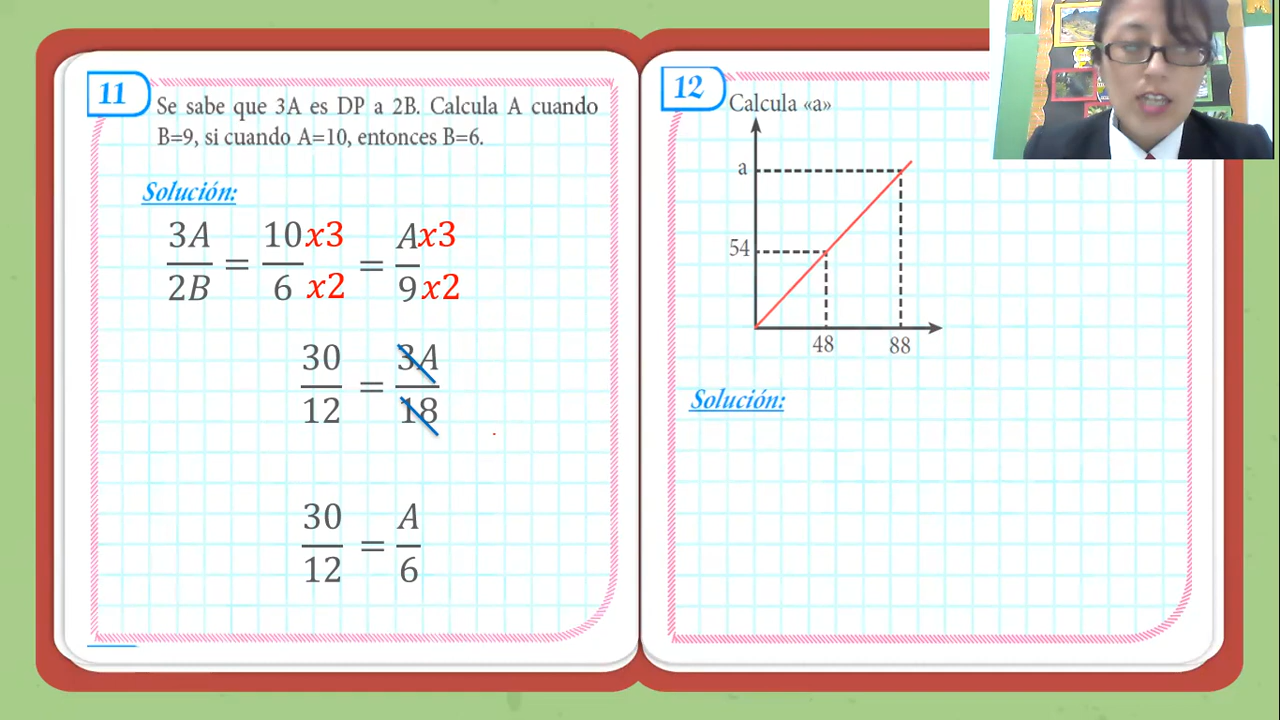 11
Se sabe que 3A es DP a 2B. Calcula A cuando
B=9, si cuando A=10, entonces B=6.
Solución:
3A/2B = 10x3/6x2 = Ax3/9x2
30/12 = 3A/18
30/12 = A/6
12
Calcula «a»
a
54
48 88
Solución: